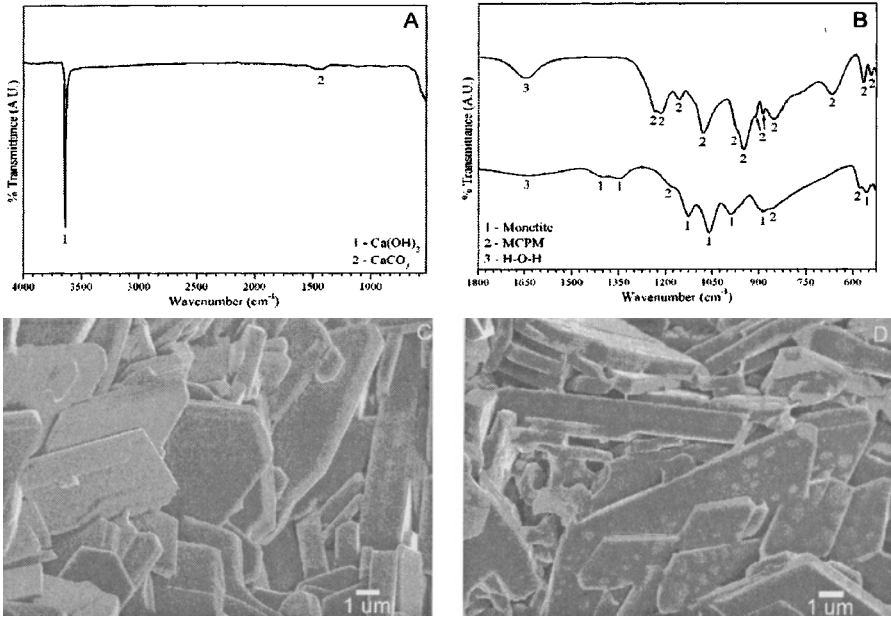 A
% Transmittance (A.U.)
2
1
1 - Ca(OH)2
2 - CaCO3
4000 3500 3000 2500 2000 1500 1000
Wavenumber (cm-1)
B
% Transmittance (A.U.)
3
2 2 2
2
2
2
2
2
2
2
2
3
1 1
2
1
1
1
1 2
2
1
1 - Monetite
2 - MCPM
3 - H-O-H
1800 1650 1500 1350 1200 1050 900 750 600
Wavenumber (cm-1)
C
1 um
D
1 um